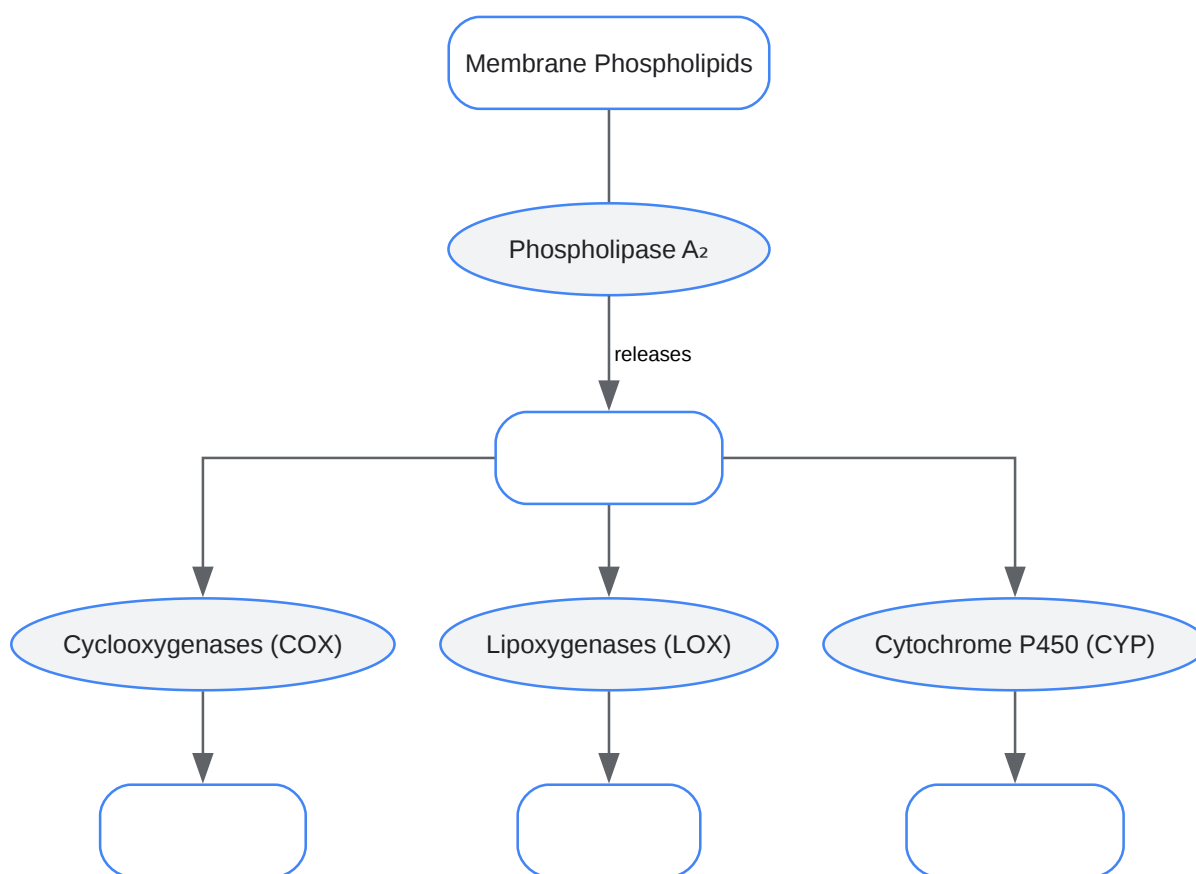 Membrane Phospholipids
Phospholipase A₂
releases
Cyclooxygenases (COX)
Lipoxygenases (LOX)
Cytochrome P450 (CYP)